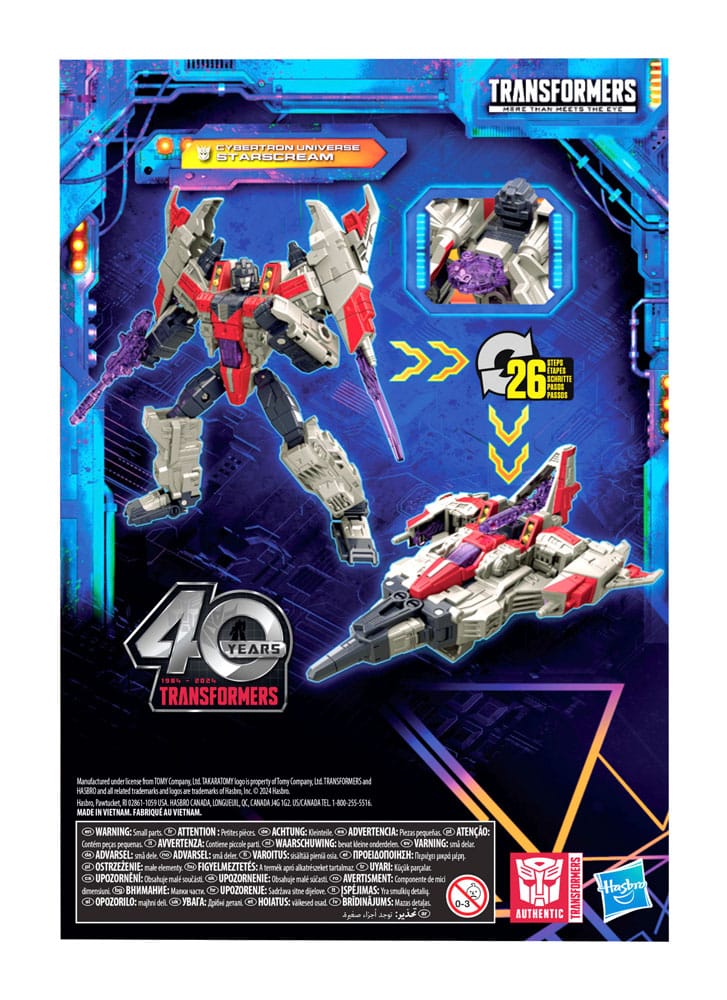 TRANSFORMERS
MORE THAN MEETS THE EYE
CYBERTRON UNIVERSE
STARSCREAM
26
STEPS
ÉTAPES
SCHRITTE
PASOS
PASSOS
40
YEARS
1984 - 2024
TRANSFORMERS
Manufactured under license from TOMY Company, Ltd. TAKARATOMY logo is property of Tomy Company, Ltd. TRANSFORMERS and
HASBRO and all related trademarks and logos are trademarks of Hasbro, Inc. © 2024 Hasbro.
Hasbro, Pawtucket, RI 02861-1059 USA. HASBRO CANADA, LONGUEUIL, QC, CANADA J4G 1G2. US/CANADA TEL. 1-800-255-5516.
MADE IN VIETNAM. FABRIQUÉ AU VIETNAM.
WARNING: Small parts. ATTENTION : Petites pièces. ACHTUNG: Kleinteile. ADVERTENCIA: Piezas pequeñas. ATENÇÃO:
Contém peças pequenas. AVVERTENZA: Contiene piccole parti. WAARSCHUWING: bevat kleine onderdelen. VARNING: små delar.
ADVARSEL: små dele. ADVARSEL: små deler. VAROITUS: sisältää pieniä osia. ΠΡΟΕΙΔΟΠΟΙΗΣΗ: Περιέχει μικρά μέρη.
OSTRZEŻENIE: małe elementy. FIGYELMEZTETÉS: A termék apró alkatrészeket tartalmaz. UYARI: Küçük parçalar.
UPOZORNĚNÍ: Obsahuje malé součásti. UPOZORNENIE: Obsahuje malé súčasti. AVERTISMENT: Componente de mici
dimensiuni. ВНИМАНИЕ: Малки части. UPOZORENJE: Sadržava sitne dijelove. ĮSPĖJIMAS: Yra smulkių detalių.
OPOZORILO: majhni deli. УВАГА: Дрібні деталі. HOIATUS: väikesed osad. BRĪDINĀJUMS: Mazas detaļas.
تحذير: توجد أجزاء صغيرة.
0-3
AUTHENTIC
TRANSFORMERS
Hasbro